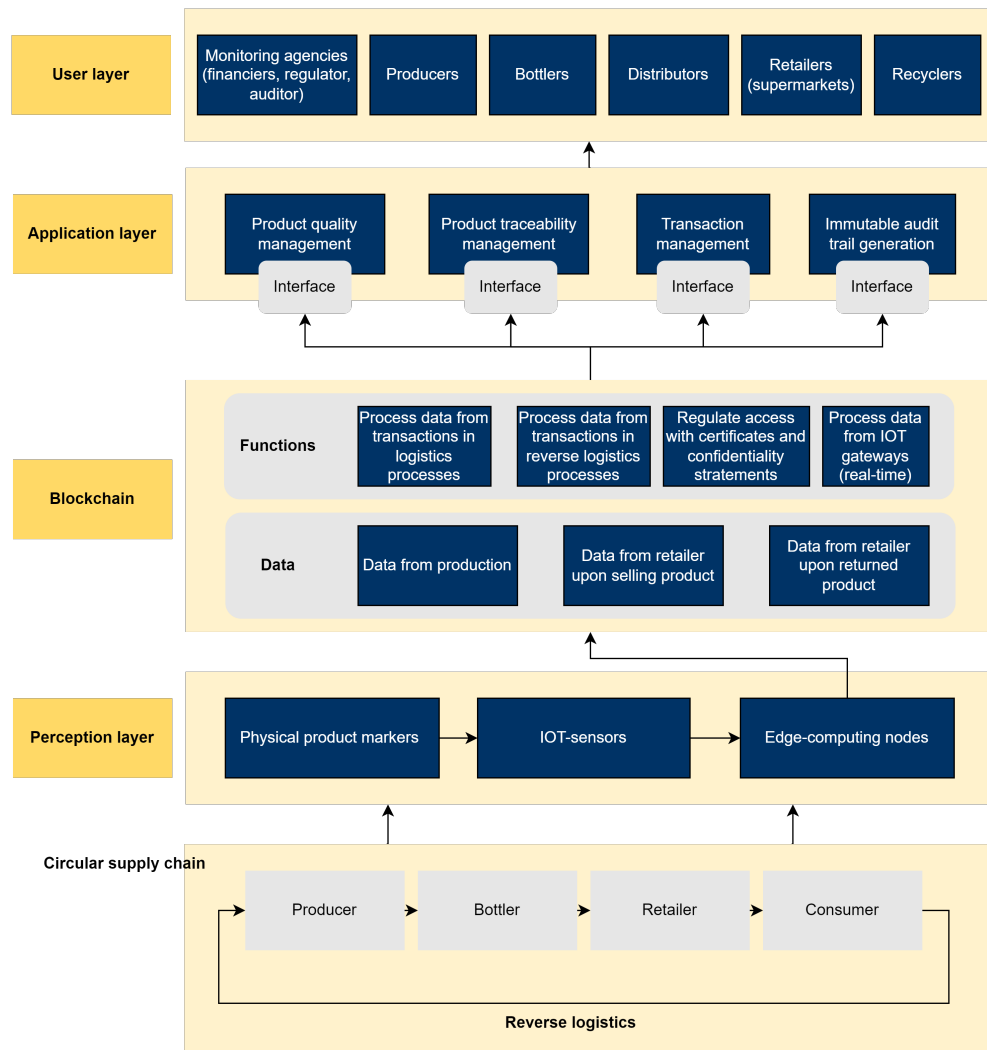 User layer
Monitoring agencies
(financiers, regulator,
auditor)
Producers
Bottlers
Distributors
Retailers
(supermarkets)
Recyclers
Application layer
Product quality
management
Interface
Product traceability
management
Interface
Transaction
management
Interface
Immutable audit
trail generation
Interface
Blockchain
Functions
Process data from
transactions in
logistics
processes
Process data from
transactions in
reverse logistics
processes
Regulate access
with certificates and
confidentiality
stratements
Process data
from IOT
gateways
(real-time)
Data
Data from production
Data from retailer
upon selling product
Data from retailer
upon returned
product
Perception layer
Physical product markers
IOT-sensors
Edge-computing nodes
Circular supply chain
Producer
Bottler
Retailer
Consumer
Reverse logistics